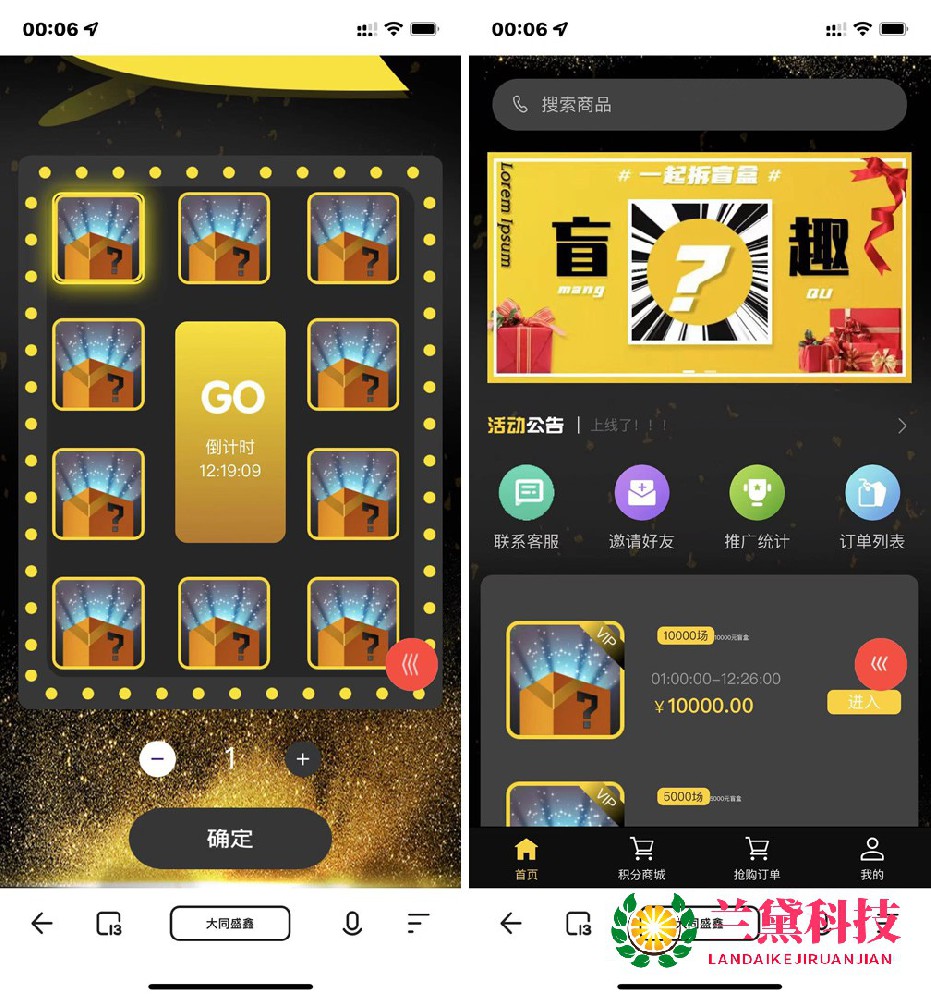 00:06
GO
倒计时
12:19:09
1
确定
13
大同盛鑫
00:06
搜索商品
# 一起拆盲盒 #
Lorem Ipsum
盲 ? 趣
mang QU
活动公告 | 上线了！！！
联系客服 邀请好友 推广统计 订单列表
VIP
10000场 10000元盲盒
01:00:00-12:26:00
¥10000.00
进入
VIP
5000场 5000元盲盒
首页 积分商城 抢购订单 我的
13
同盛鑫
兰黛科技
LANDAIKEJIRUANJIAN